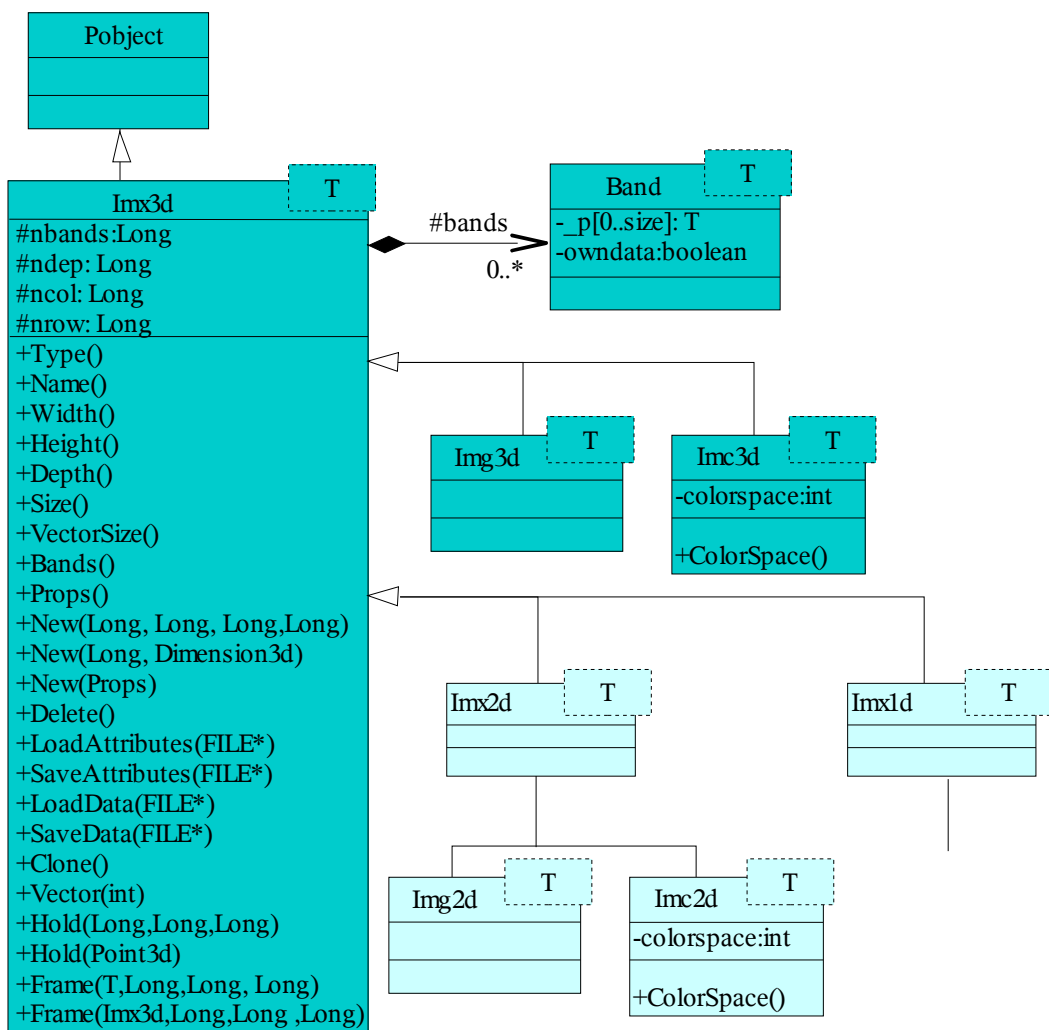 Pobject
T
Imx3d
#nbands:Long
#ndep: Long
#ncol: Long
#nrow: Long
+Type()
+Name()
+Width()
+Height()
+Depth()
+Size()
+VectorSize()
+Bands()
+Props()
+New(Long, Long, Long,Long)
+New(Long, Dimension3d)
+New(Props)
+Delete()
+LoadAttributes(FILE*)
+SaveAttributes(FILE*)
+LoadData(FILE*)
+SaveData(FILE*)
+Clone()
+Vector(int)
+Hold(Long,Long,Long)
+Hold(Point3d)
+Frame(T,Long,Long, Long)
+Frame(Imx3d,Long,Long ,Long)
#bands
0..*
T
Band
-_p[0..size]: T
-owndata:boolean
T
Img3d
T
Imc3d
-colorspace:int
+ColorSpace()
T
Imx2d
T
Imx1d
T
Img2d
T
Imc2d
-colorspace:int
+ColorSpace()